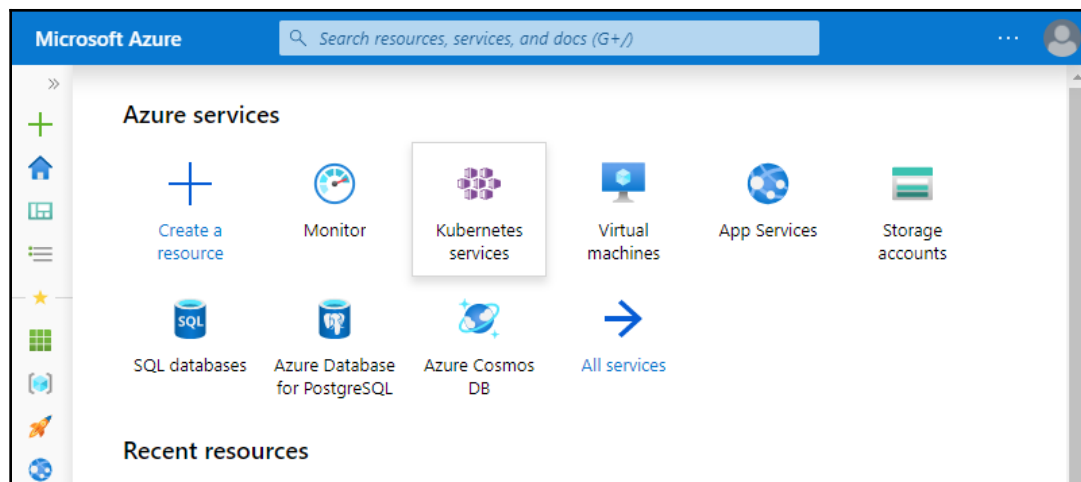 Microsoft Azure
Search resources, services, and docs (G+/)
Azure services
Create a
resource
Monitor
Kubernetes
services
Virtual
machines
App Services
Storage
accounts
SQL
SQL databases
Azure Database
for PostgreSQL
Azure Cosmos
DB
All services
Recent resources